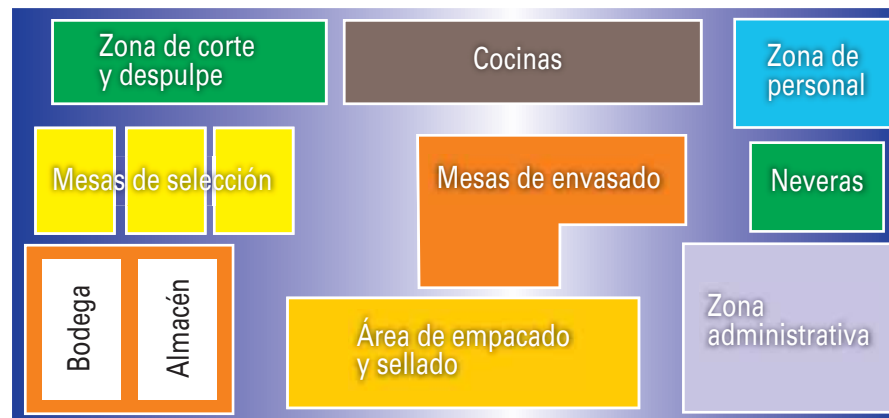 Zona de corte
y despulpe
Cocinas
Zona de
personal
Mesas de selección
Mesas de envasado
Neveras
Bodega
Almacén
Área de empacado
y sellado
Zona
administrativa